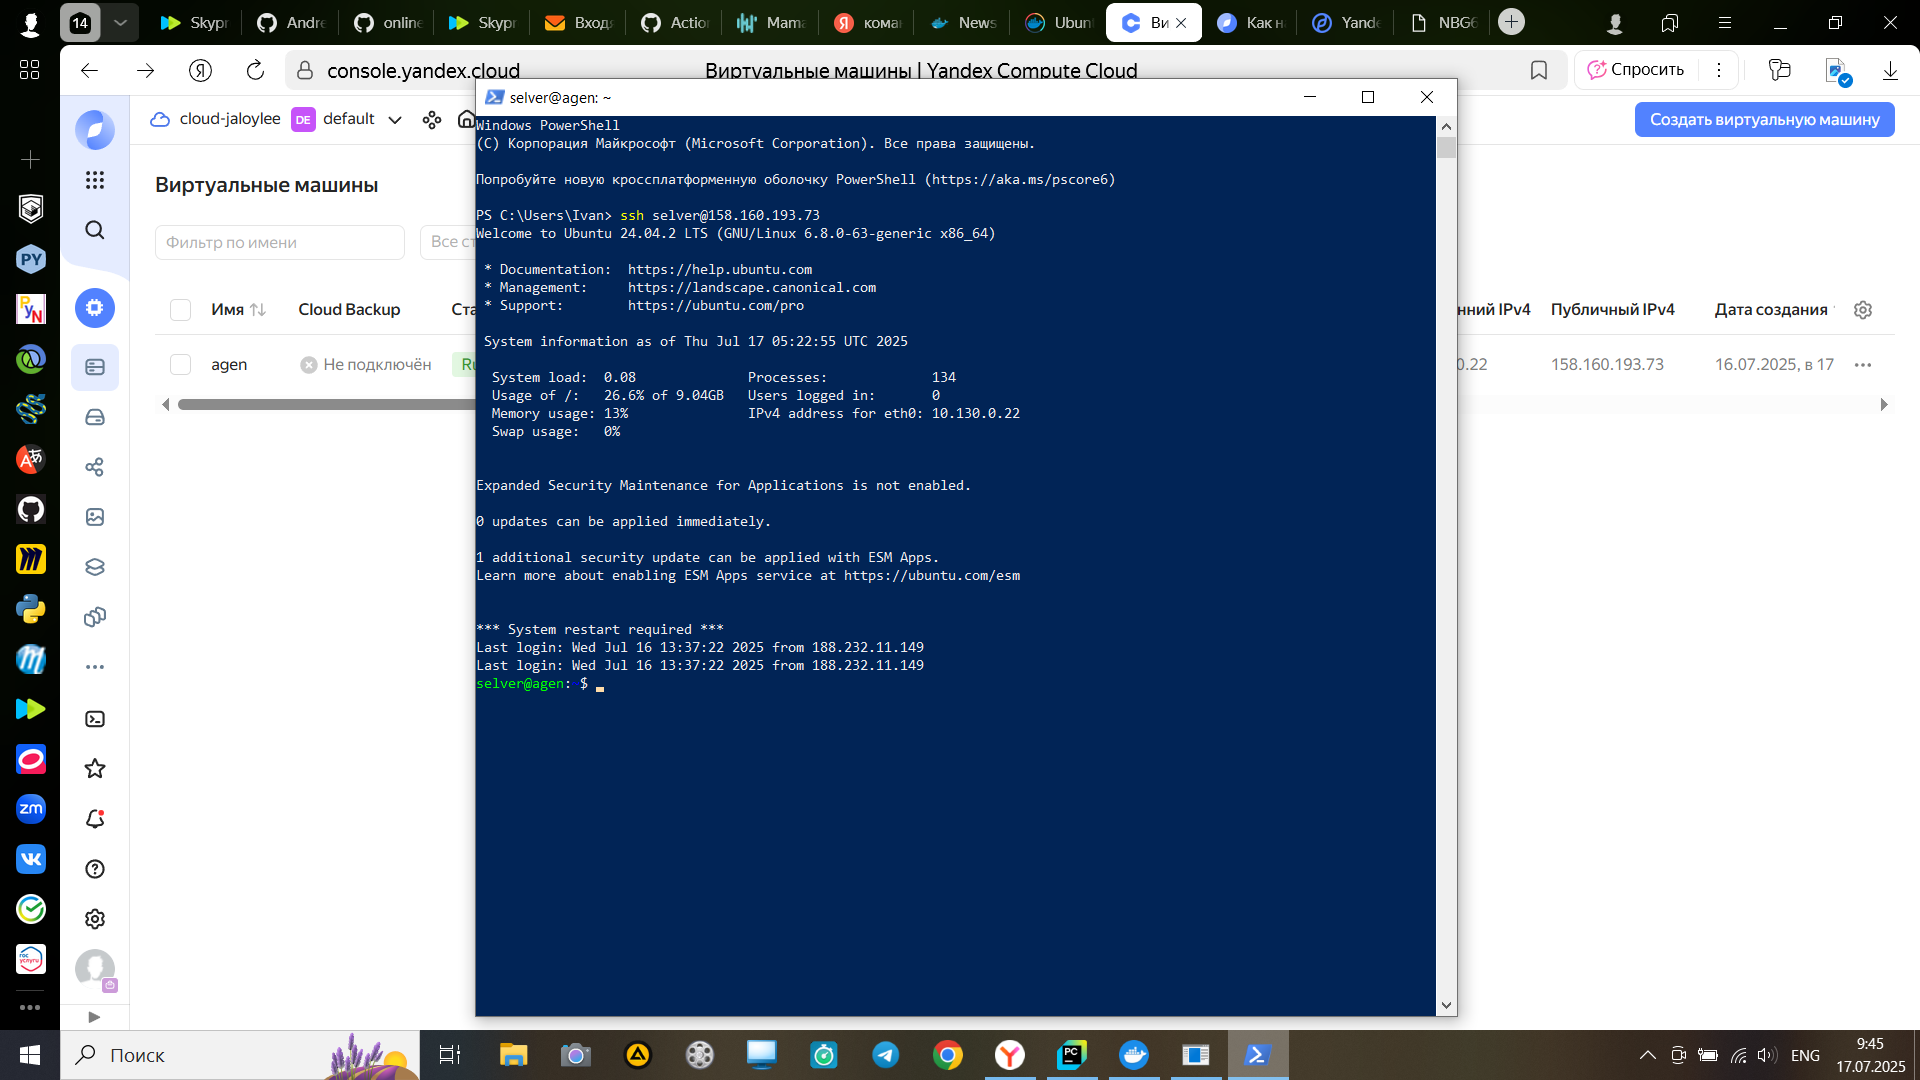 14
Skypr
Andre
online
Skypr
Вход
Action
Mama
кома
News
Ubun
Ви
Как н
Yande
NBG6
console.yandex.cloud
Виртуальные машины | Yandex Compute Cloud
Спросить
cloud-jaloylee
DE
default
Создать виртуальную машину
Виртуальные машины
Фильтр по имени
Все ст
Имя
Cloud Backup
Ста
нний IPv4
Публичный IPv4
Дата создания
agen
Не подключён
Ru
0.22
158.160.193.73
16.07.2025, в 17
selver@agen: ~
Windows PowerShell
(C) Корпорация Майкрософт (Microsoft Corporation). Все права защищены.
Попробуйте новую кроссплатформенную оболочку PowerShell (https://aka.ms/pscore6)
PS C:\Users\Ivan> ssh selver@158.160.193.73
Welcome to Ubuntu 24.04.2 LTS (GNU/Linux 6.8.0-63-generic x86_64)
* Documentation:  https://help.ubuntu.com
* Management:     https://landscape.canonical.com
* Support:        https://ubuntu.com/pro
System information as of Thu Jul 17 05:22:55 UTC 2025
System load:  0.08              Processes:             134
Usage of /:   26.6% of 9.04GB   Users logged in:       0
Memory usage: 13%               IPv4 address for eth0: 10.130.0.22
Swap usage:   0%
Expanded Security Maintenance for Applications is not enabled.
0 updates can be applied immediately.
1 additional security update can be applied with ESM Apps.
Learn more about enabling ESM Apps service at https://ubuntu.com/esm
*** System restart required ***
Last login: Wed Jul 16 13:37:22 2025 from 188.232.11.149
Last login: Wed Jul 16 13:37:22 2025 from 188.232.11.149
selver@agen: $
PY
zm
Поиск
PC
ENG
9:45
17.07.2025